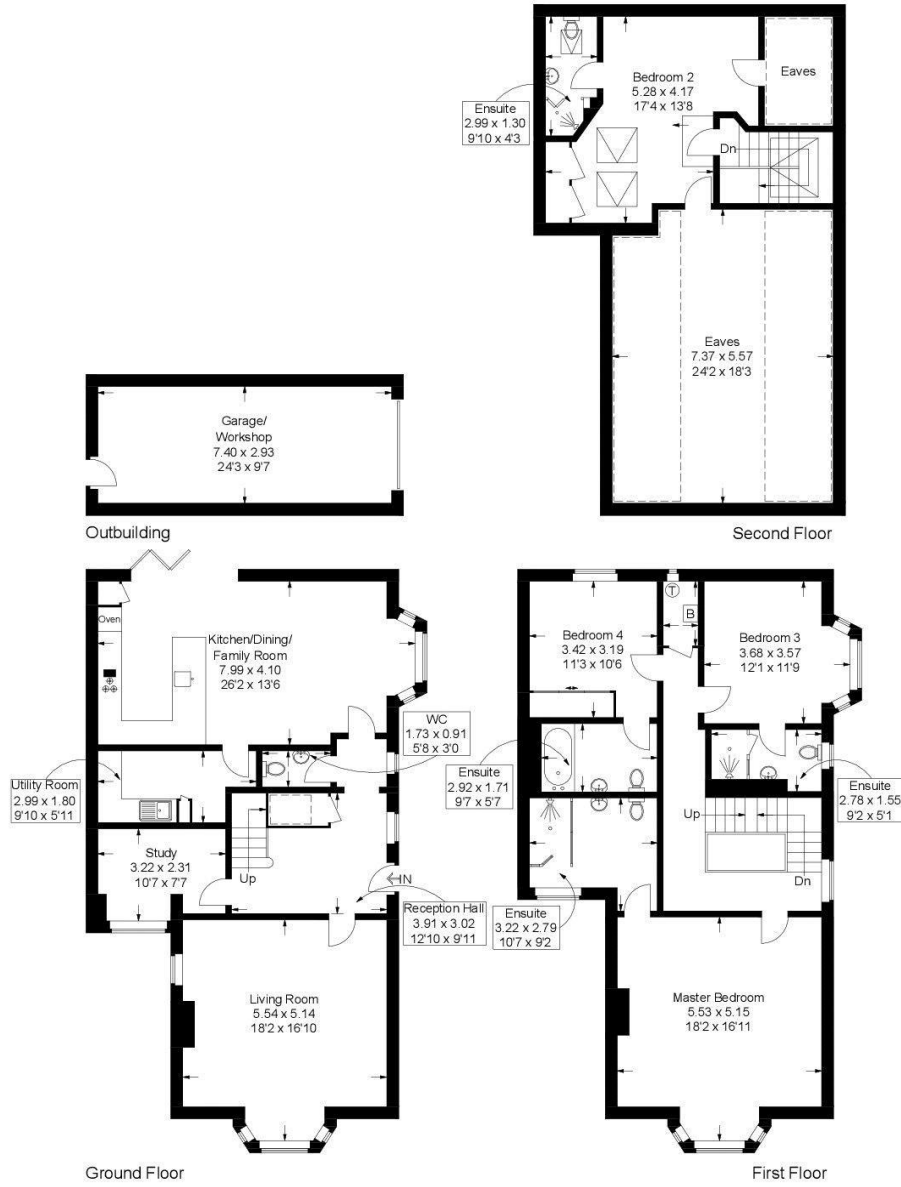 Ensuite
2.99 x 1.30
9'10 x 4'3
Bedroom 2
5.28 x 4.17
17'4 x 13'8
Eaves
Dn
Eaves
7.37 x 5.57
24'2 x 18'3
Second Floor
Garage/
Workshop
7.40 x 2.93
24'3 x 9'7
Outbuilding
Oven
Kitchen/Dining/
Family Room
7.99 x 4.10
26'2 x 13'6
WC
1.73 x 0.91
5'8 x 3'0
Utility Room
2.99 x 1.80
9'10 x 5'11
Study
3.22 x 2.31
10'7 x 7'7
Up
IN
Reception Hall
3.91 x 3.02
12'10 x 9'11
Living Room
5.54 x 5.14
18'2 x 16'10
Ground Floor
T
B
Bedroom 4
3.42 x 3.19
11'3 x 10'6
Bedroom 3
3.68 x 3.57
12'1 x 11'9
Ensuite
2.92 x 1.71
9'7 x 5'7
Ensuite
2.78 x 1.55
9'2 x 5'1
Up
Dn
Ensuite
3.22 x 2.79
10'7 x 9'2
Master Bedroom
5.53 x 5.15
18'2 x 16'11
First Floor